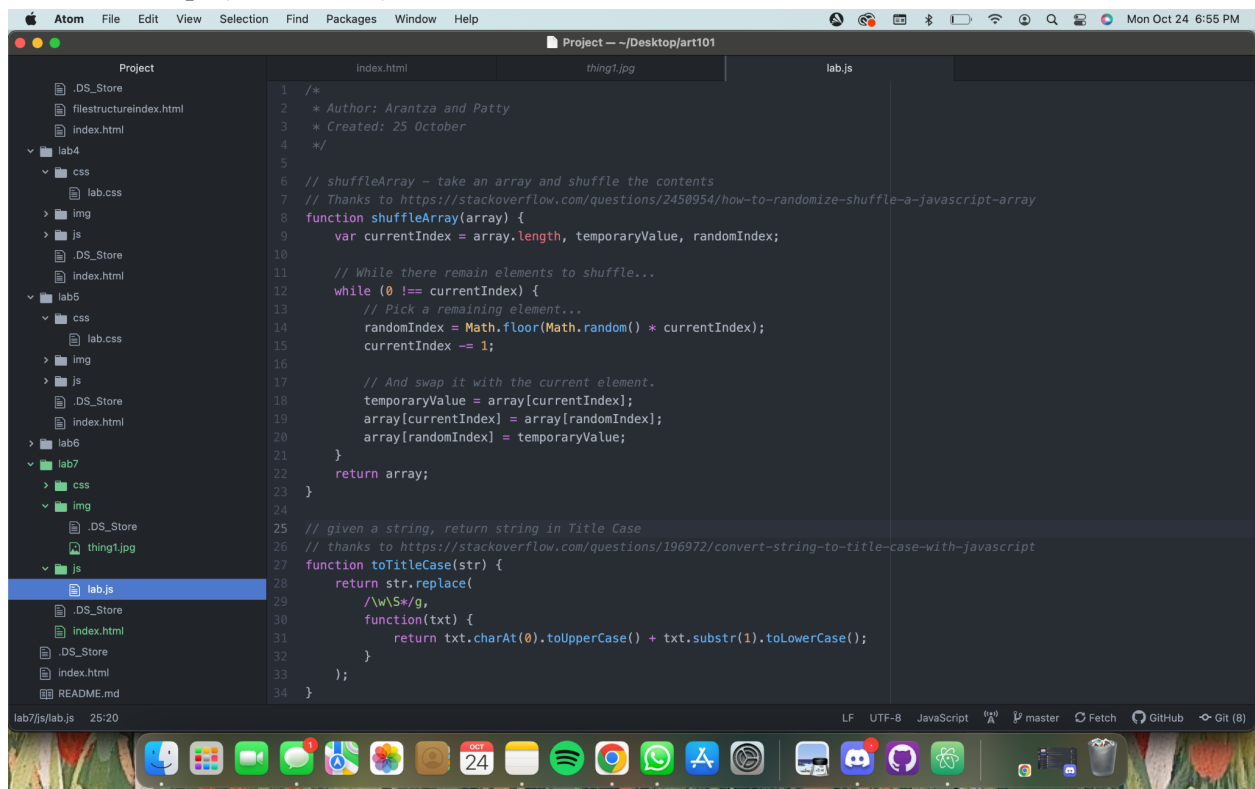 Atom File Edit View Selection Find Packages Window Help Mon Oct 24 6:55 PM
Project — ~/Desktop/art101
Project
index.html
thing1.jpg
lab.js
.DS_Store
filestructureindex.html
index.html
lab4
css
lab.css
img
js
.DS_Store
index.html
lab5
css
lab.css
img
js
.DS_Store
index.html
lab6
lab7
css
img
.DS_Store
thing1.jpg
js
lab.js
.DS_Store
index.html
.DS_Store
index.html
README.md
1 /*
2  * Author: Arantza and Patty
3  * Created: 25 October
4  */
5
6 // shuffleArray – take an array and shuffle the contents
7 // Thanks to https://stackoverflow.com/questions/2450954/how-to-randomize-shuffle-a-javascript-array
8 function shuffleArray(array) {
9     var currentIndex = array.length, temporaryValue, randomIndex;
10
11     // While there remain elements to shuffle...
12     while (0 !== currentIndex) {
13         // Pick a remaining element...
14         randomIndex = Math.floor(Math.random() * currentIndex);
15         currentIndex -= 1;
16
17         // And swap it with the current element.
18         temporaryValue = array[currentIndex];
19         array[currentIndex] = array[randomIndex];
20         array[randomIndex] = temporaryValue;
21     }
22     return array;
23 }
24
25 // given a string, return string in Title Case
26 // thanks to https://stackoverflow.com/questions/196972/convert-string-to-title-case-with-javascript
27 function toTitleCase(str) {
28     return str.replace(
29         /\w\S*/g,
30         function(txt) {
31             return txt.charAt(0).toUpperCase() + txt.substr(1).toLowerCase();
32         }
33     );
34 }
lab7/js/lab.js 25:20 LF UTF-8 JavaScript master Fetch GitHub Git (8)
OCT
24
1